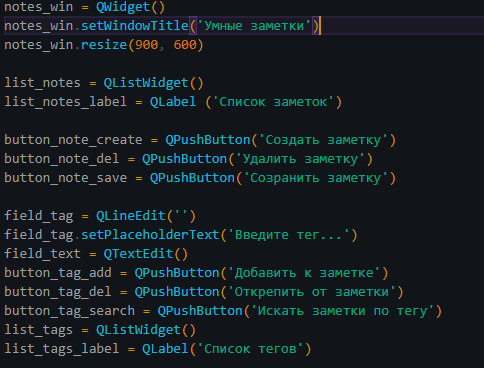 notes_win = QWidget()
notes_win.setWindowTitle('Умные заметки')
notes_win.resize(900, 600)
list_notes = QListWidget()
list_notes_label = QLabel ('Список заметок')
button_note_create = QPushButton('Создать заметку')
button_note_del = QPushButton('Удалить заметку')
button_note_save = QPushButton('Созранить заметку')
field_tag = QLineEdit('')
field_tag.setPlaceholderText('Введите тег...')
field_text = QTextEdit()
button_tag_add = QPushButton('Добавить к заметке')
button_tag_del = QPushButton('Открепить от заметки')
button_tag_search = QPushButton('Искать заметки по тегу')
list_tags = QListWidget()
list_tags_label = QLabel('Список тегов')